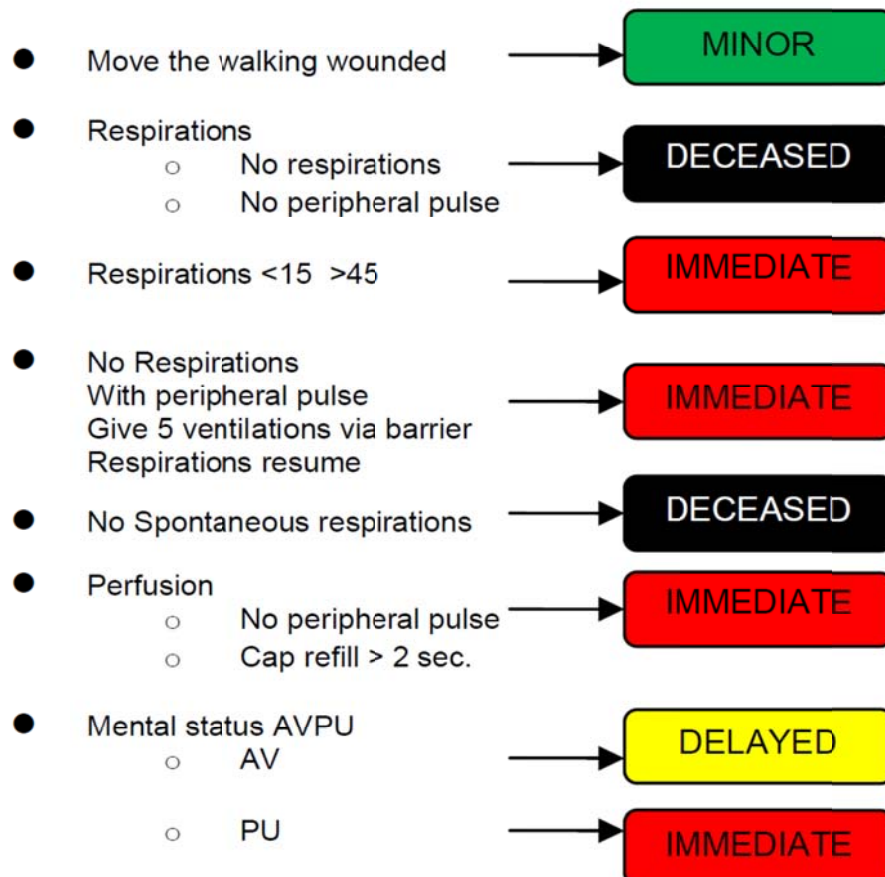 Move the walking wounded MINOR
Respirations
No respirations DECEASED
No peripheral pulse
Respirations <15 >45 IMMEDIATE
No Respirations
With peripheral pulse IMMEDIATE
Give 5 ventilations via barrier
Respirations resume
No Spontaneous respirations DECEASED
Perfusion
No peripheral pulse IMMEDIATE
Cap refill > 2 sec.
Mental status AVPU
AV DELAYED
PU IMMEDIATE